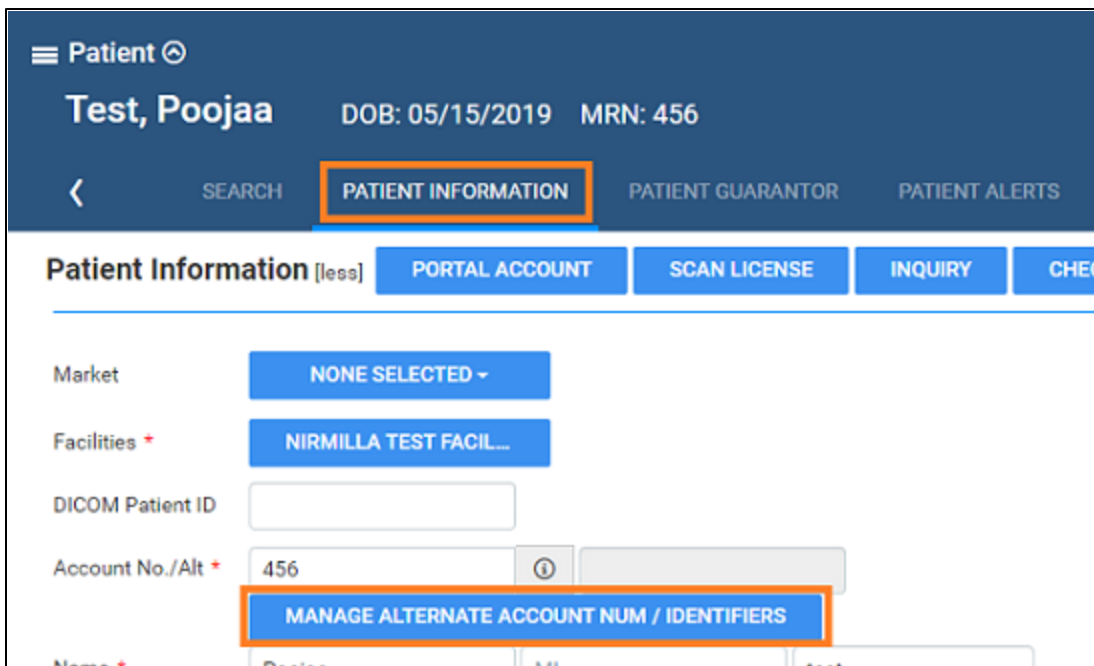 Patient
Test, Poojaa DOB: 05/15/2019 MRN: 456
SEARCH PATIENT INFORMATION PATIENT GUARANTOR PATIENT ALERTS
Patient Information [less] PORTAL ACCOUNT SCAN LICENSE INQUIRY
Market NONE SELECTED
Facilities * NIRMILLA TEST FACIL...
DICOM Patient ID
Account No./Alt * 456
MANAGE ALTERNATE ACCOUNT NUM / IDENTIFIERS